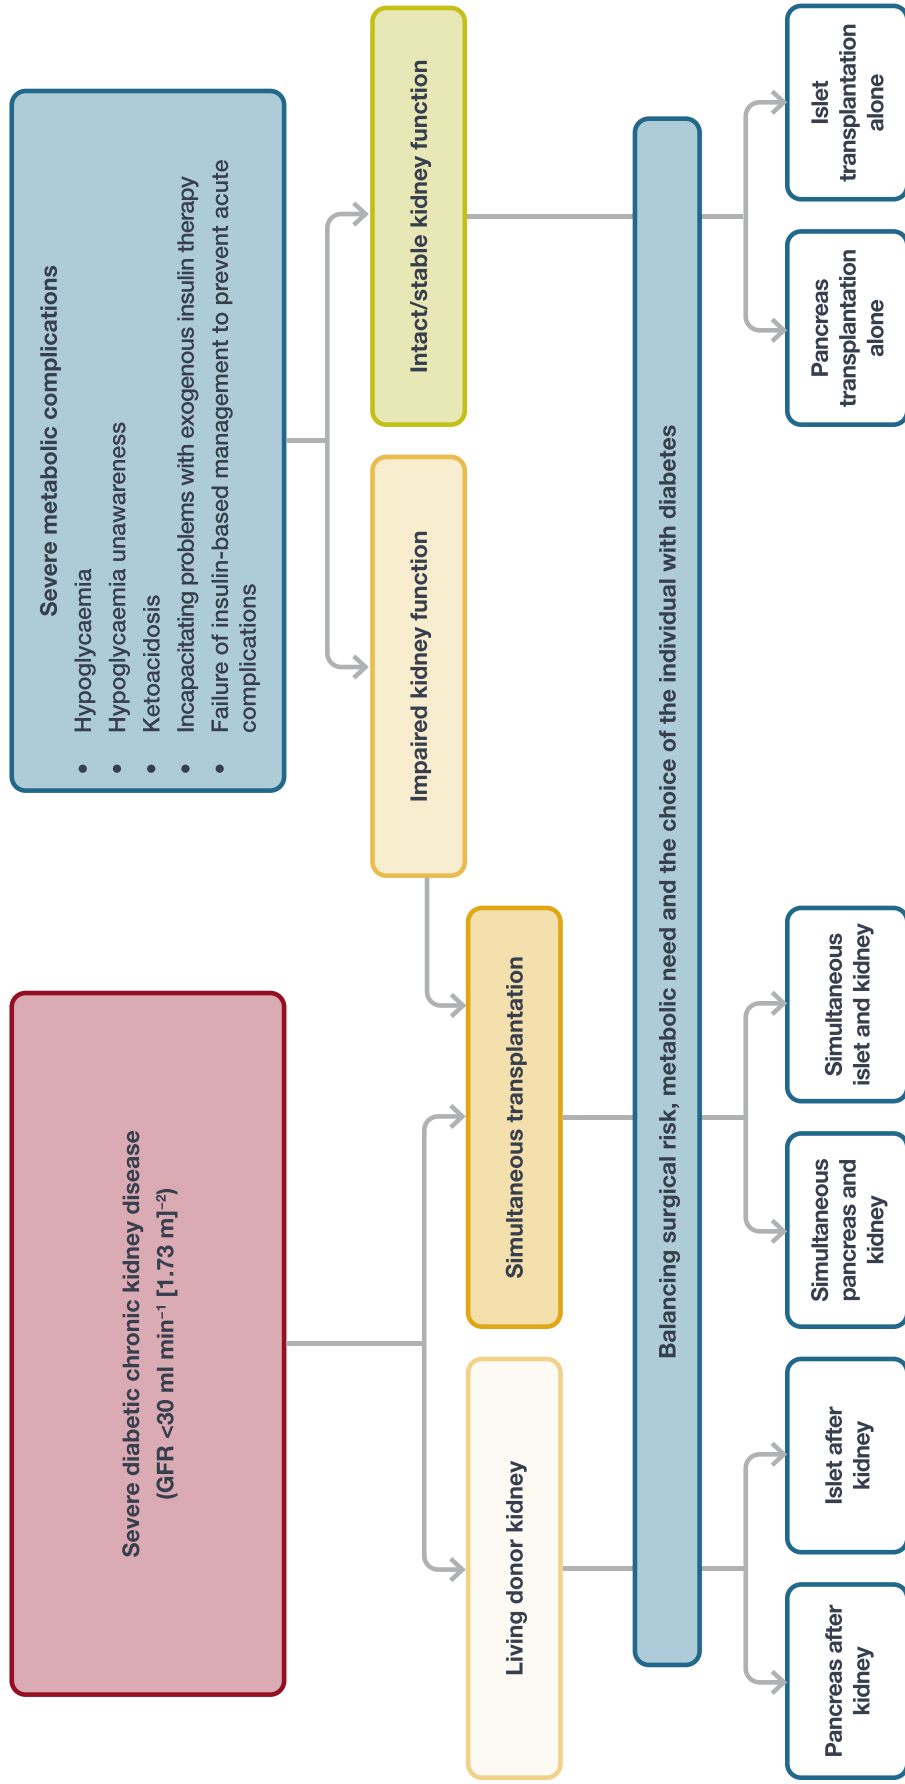 Severe diabetic chronic kidney disease
(GFR <30 ml min⁻¹ [1.73 m]⁻²)
Severe metabolic complications
• Hypoglycaemia
• Hypoglycaemia unawareness
• Ketoacidosis
• Incapacitating problems with exogenous insulin therapy
• Failure of insulin-based management to prevent acute
complications
Impaired kidney function
Intact/stable kidney function
Living donor kidney
Simultaneous transplantation
Balancing surgical risk, metabolic need and the choice of the individual with diabetes
Pancreas after
kidney
Islet after
kidney
Simultaneous
pancreas and
kidney
Simultaneous
islet and kidney
Pancreas
transplantation
alone
Islet
transplantation
alone